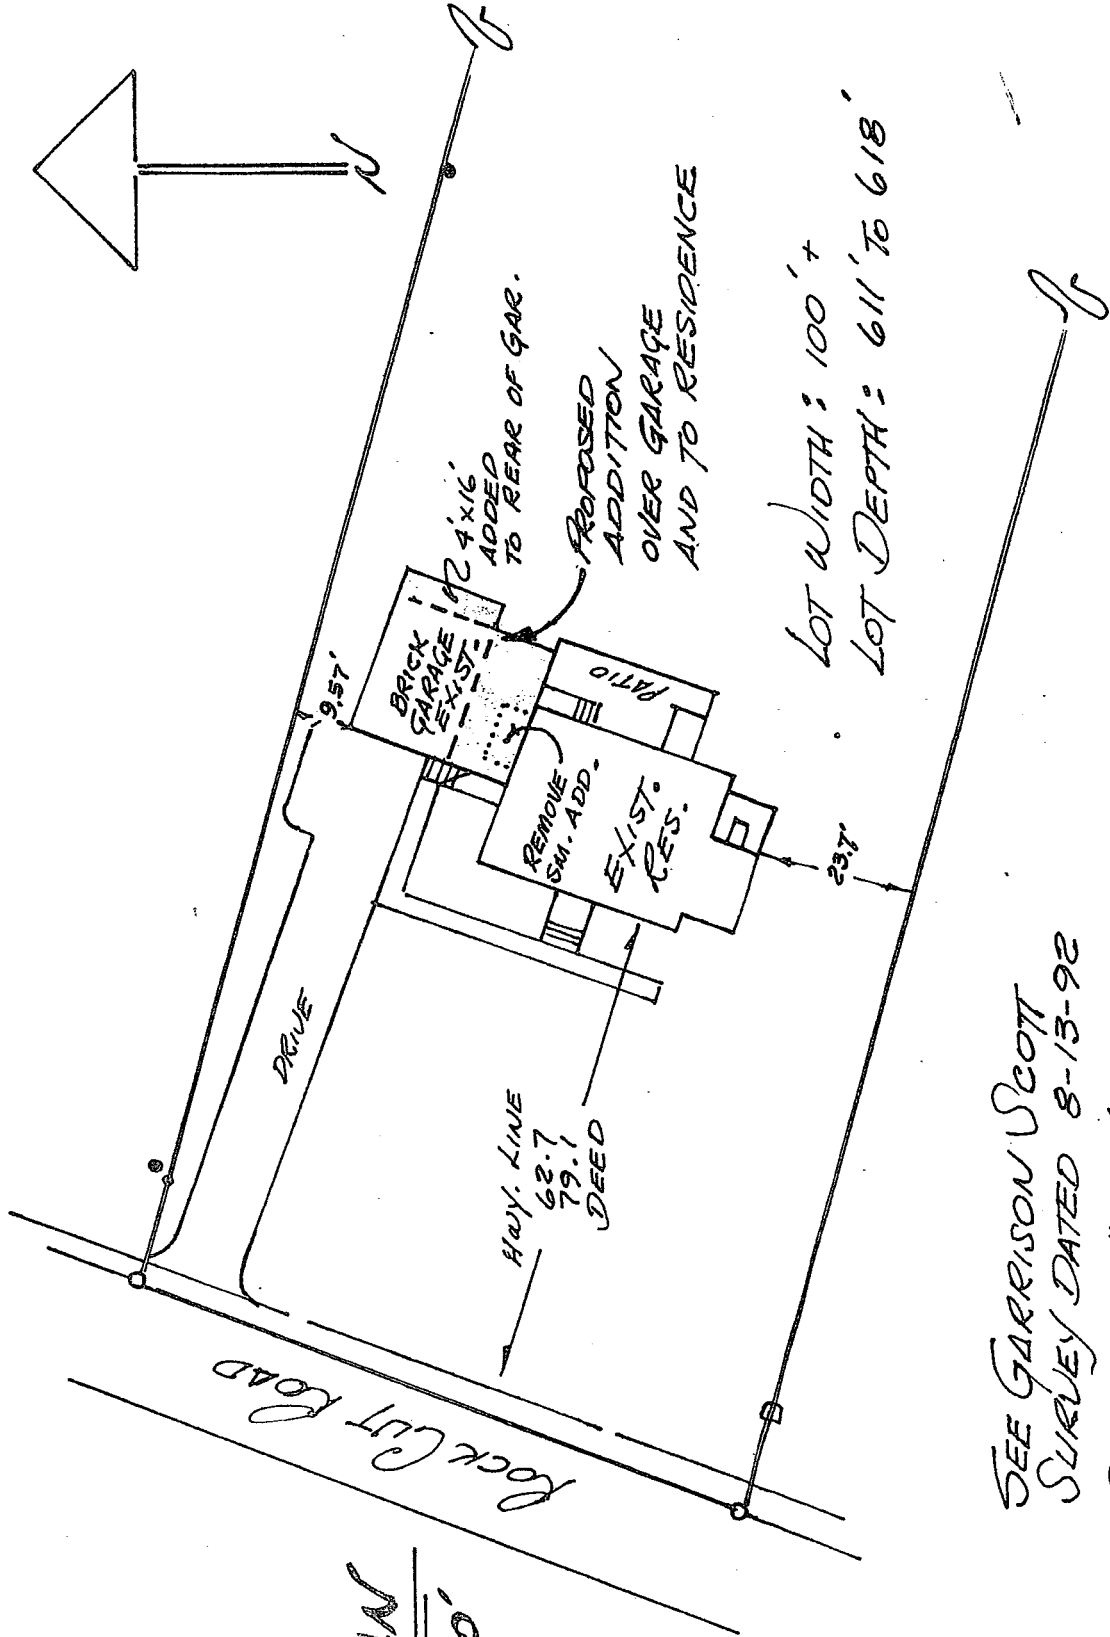 N
4'x16'
ADDED
TO REAR OF GAR.
PROPOSED
ADDITION
OVER GARAGE
AND TO RESIDENCE
9.57'
BRICK
GARAGE
EXIST.
PATIO
REMOVE
SM. ADD.
EXIST.
RES.
23.7'
DRIVE
HWY. LINE
62.7
79.1
DEED
ROCK CUT ROAD
LOT WIDTH: 100'+
LOT DEPTH: 611' TO 618'
SEE GARRISON SCOTT
SURVEY DATED 8-13-92